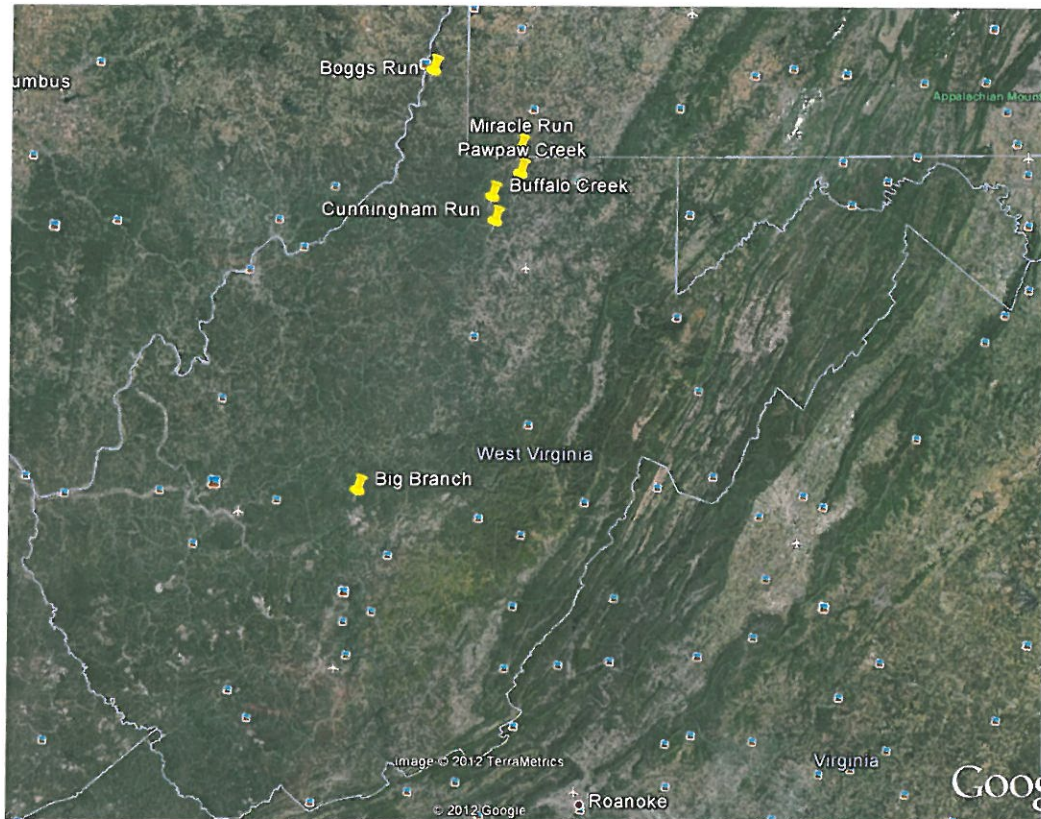 Boggs Run
umbus
Appalachian Mount
Miracle Run
Pawpaw Creek
Buffalo Creek
Cunningham Run
West Virginia
Big Branch
Image © 2012 TerraMetrics
Virginia
Goog
© 2012 Google
Roanoke